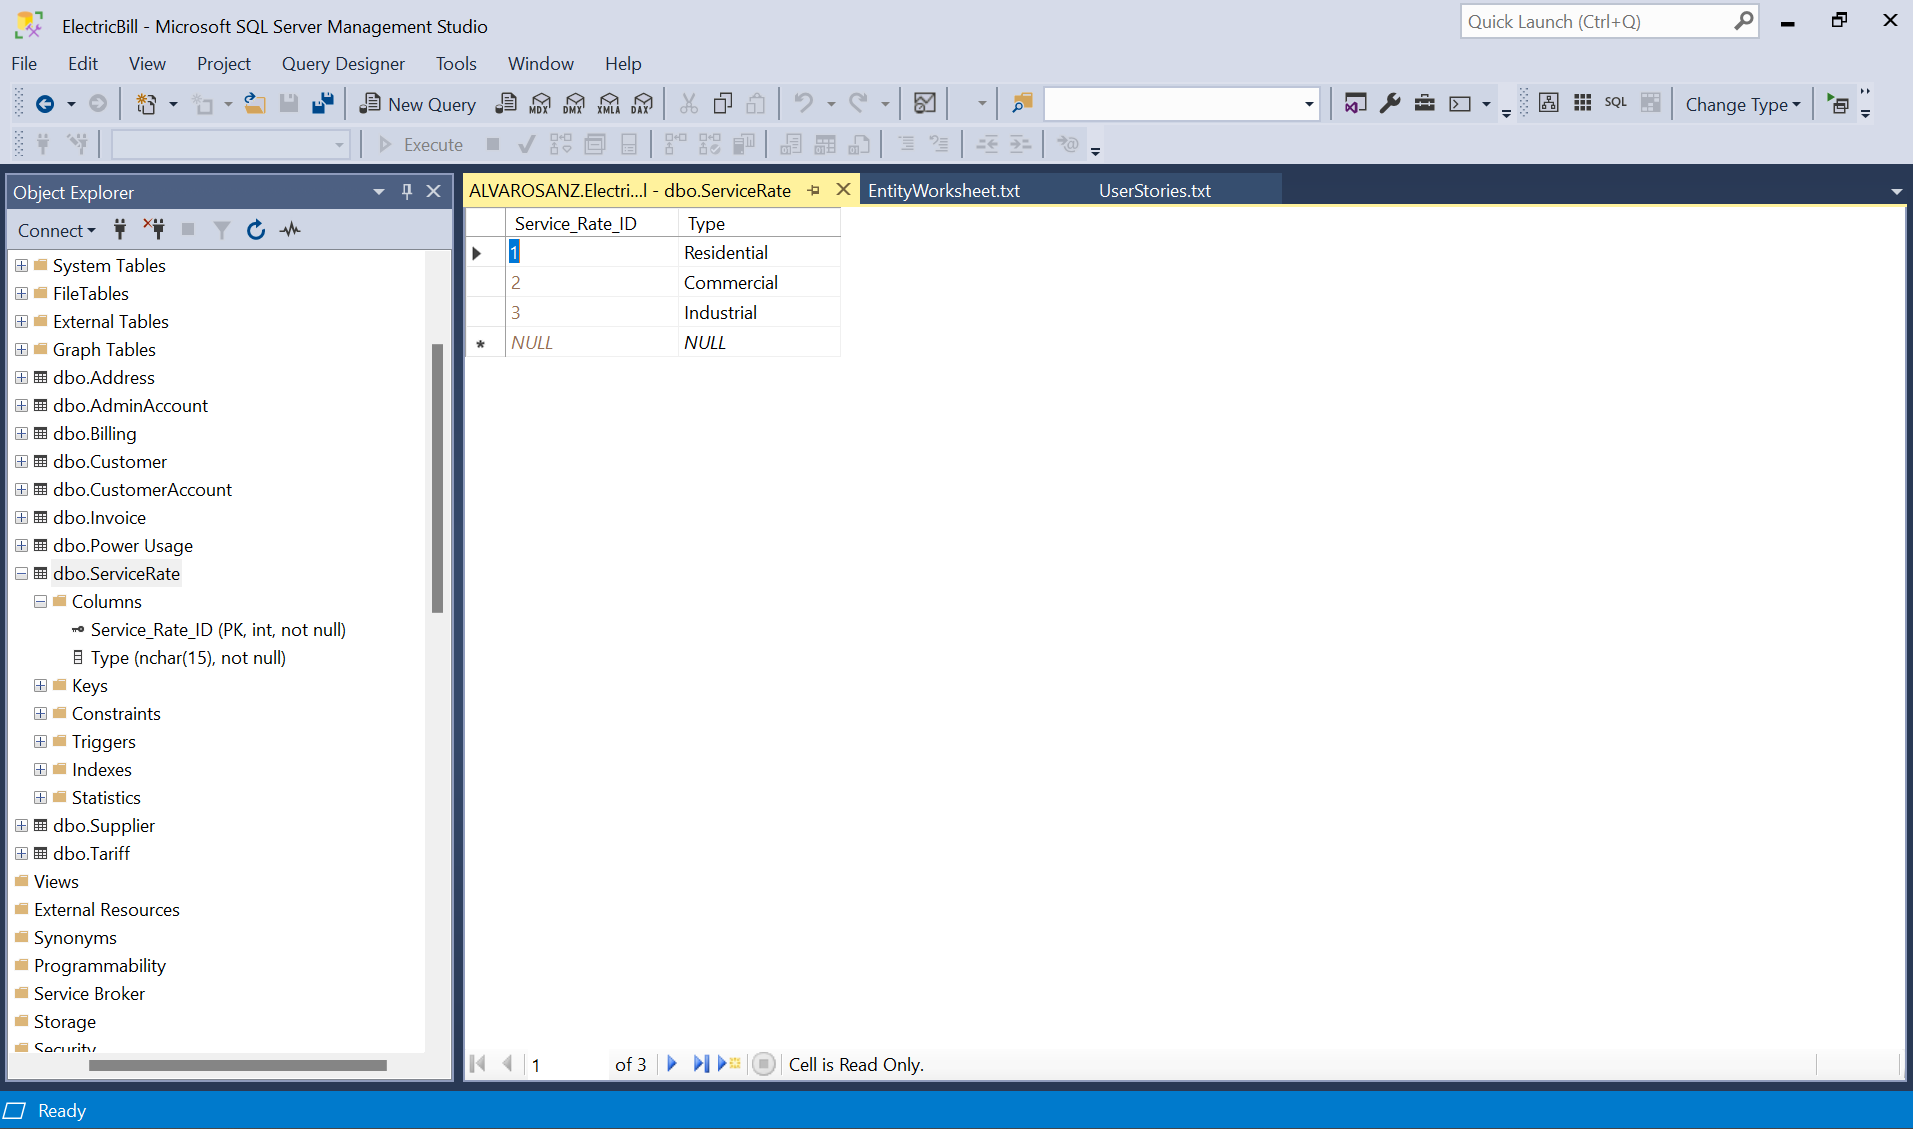 ElectricBill - Microsoft SQL Server Management Studio
Quick Launch (Ctrl+Q)
File Edit View Project Query Designer Tools Window Help
New Query MDX DMX XMLA DAX SQL Change Type
Execute
Object Explorer
Connect
System Tables
FileTables
External Tables
Graph Tables
dbo.Address
dbo.AdminAccount
dbo.Billing
dbo.Customer
dbo.CustomerAccount
dbo.Invoice
dbo.Power Usage
dbo.ServiceRate
Columns
Service_Rate_ID (PK, int, not null)
Type (nchar(15), not null)
Keys
Constraints
Triggers
Indexes
Statistics
dbo.Supplier
dbo.Tariff
Views
External Resources
Synonyms
Programmability
Service Broker
Storage
Security
ALVAROSANZ.Electri...l - dbo.ServiceRate EntityWorksheet.txt UserStories.txt
Service_Rate_ID Type
1 Residential
2 Commercial
3 Industrial
* NULL NULL
1 of 3 Cell is Read Only.
Ready